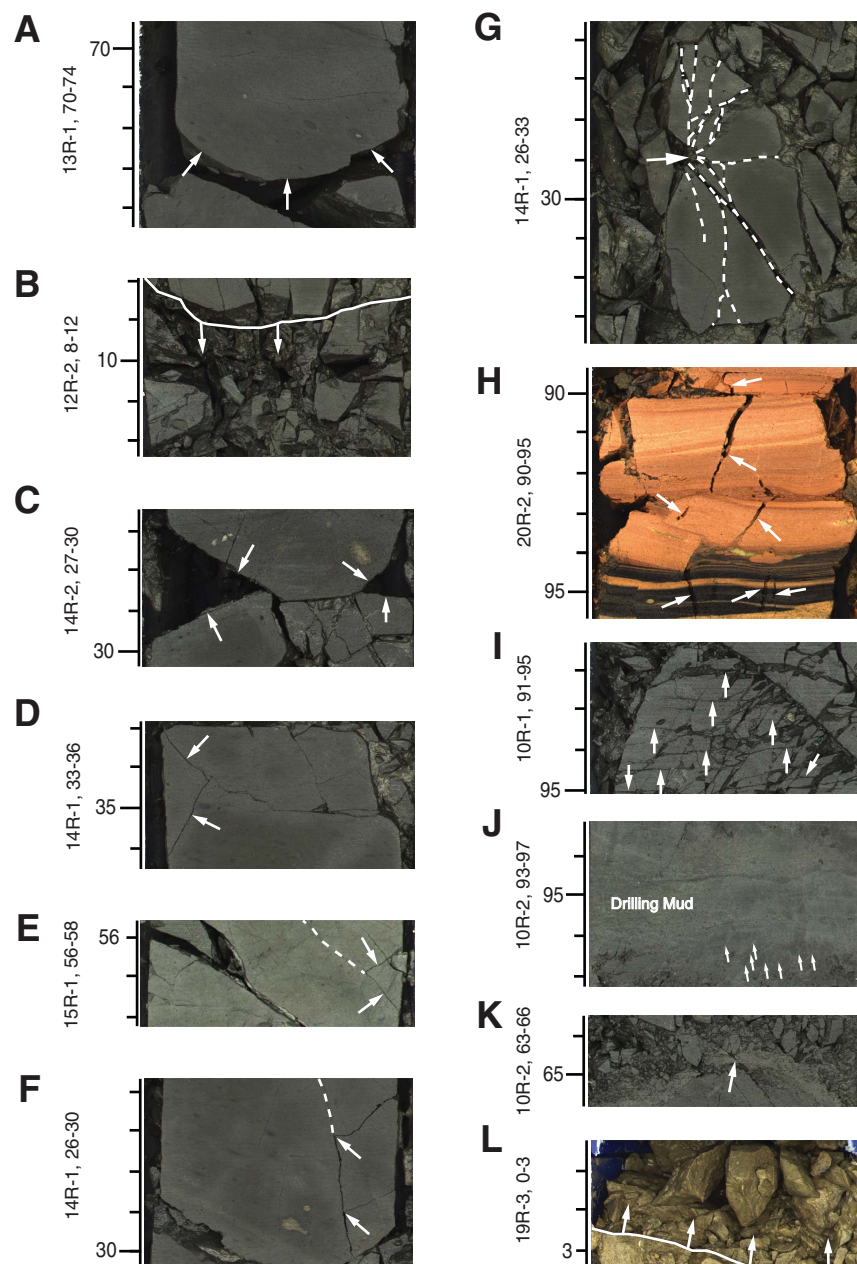 A
13R-1, 70-74
70
B
12R-2, 8-12
10
C
14R-2, 27-30
30
D
14R-1, 33-36
35
E
15R-1, 56-58
56
F
14R-1, 26-30
30
G
14R-1, 26-33
30
H
20R-2, 90-95
90
95
I
10R-1, 91-95
95
J
10R-2, 93-97
95
Drilling Mud
K
10R-2, 63-66
65
L
19R-3, 0-3
3